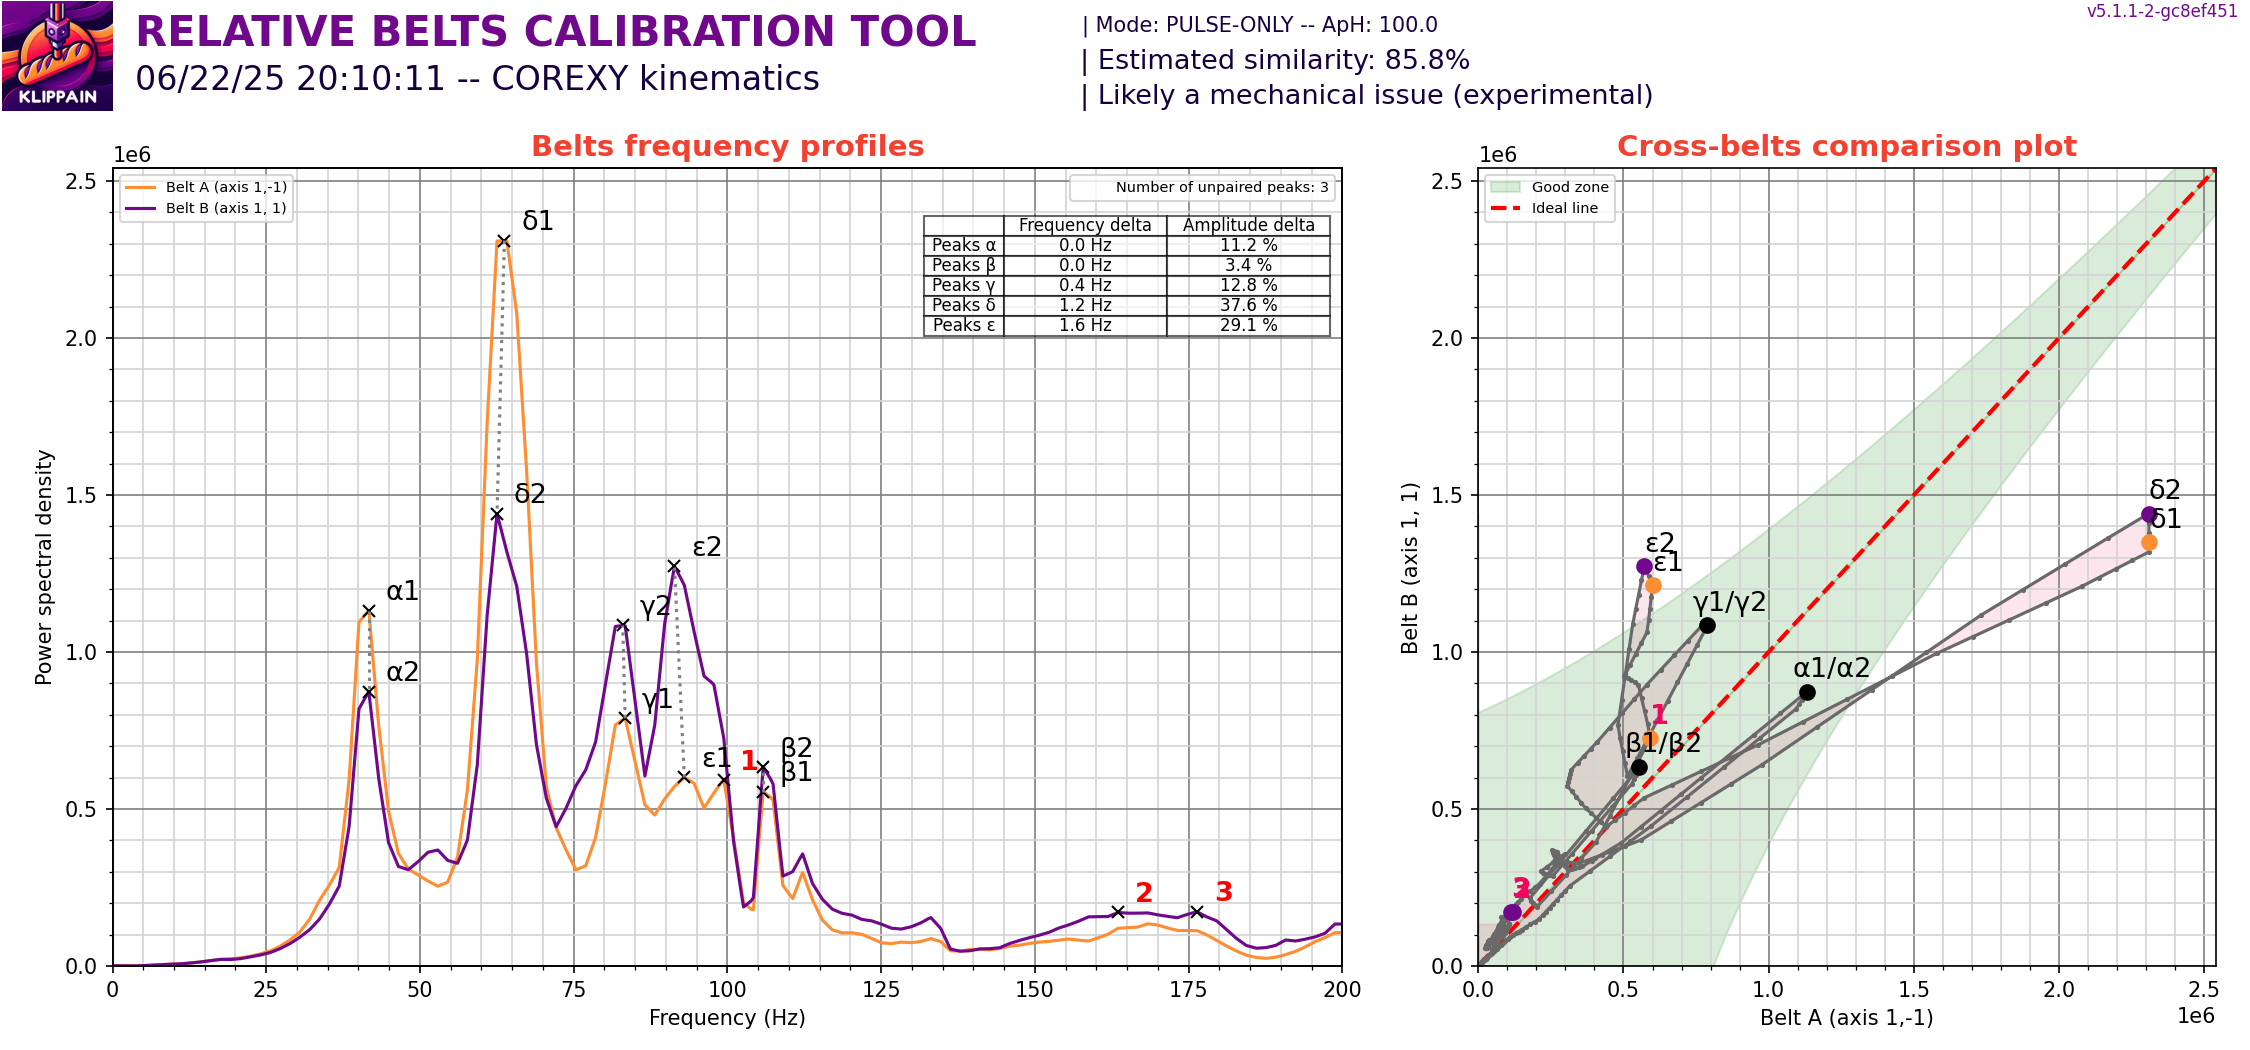 KLIPPAIN
RELATIVE BELTS CALIBRATION TOOL
06/22/25 20:10:11 -- COREXY kinematics
| Mode: PULSE-ONLY -- ApH: 100.0
| Estimated similarity: 85.8%
| Likely a mechanical issue (experimental)
v5.1.1-2-gc8ef451
Belts frequency profiles
1e6
Belt A (axis 1,-1)
Belt B (axis 1, 1)
Number of unpaired peaks: 3
Frequency delta Amplitude delta
Peaks α 0.0 Hz 11.2 %
Peaks β 0.0 Hz 3.4 %
Peaks γ 0.4 Hz 12.8 %
Peaks δ 1.2 Hz 37.6 %
Peaks ε 1.6 Hz 29.1 %
δ1
δ2
ε2
α1
γ2
α2
γ1
ε1
1
β2
β1
2
3
2.5
2.0
1.5
1.0
0.5
0.0
Power spectral density
0 25 50 75 100 125 150 175 200
Frequency (Hz)
Cross-belts comparison plot
1e6
Good zone
Ideal line
δ2
δ1
ε2
ε1
γ1/γ2
α1/α2
1
β1/β2
3
2
2.5
2.0
1.5
1.0
0.5
0.0
Belt B (axis 1, 1)
0.0 0.5 1.0 1.5 2.0 2.5
Belt A (axis 1,-1)
1e6